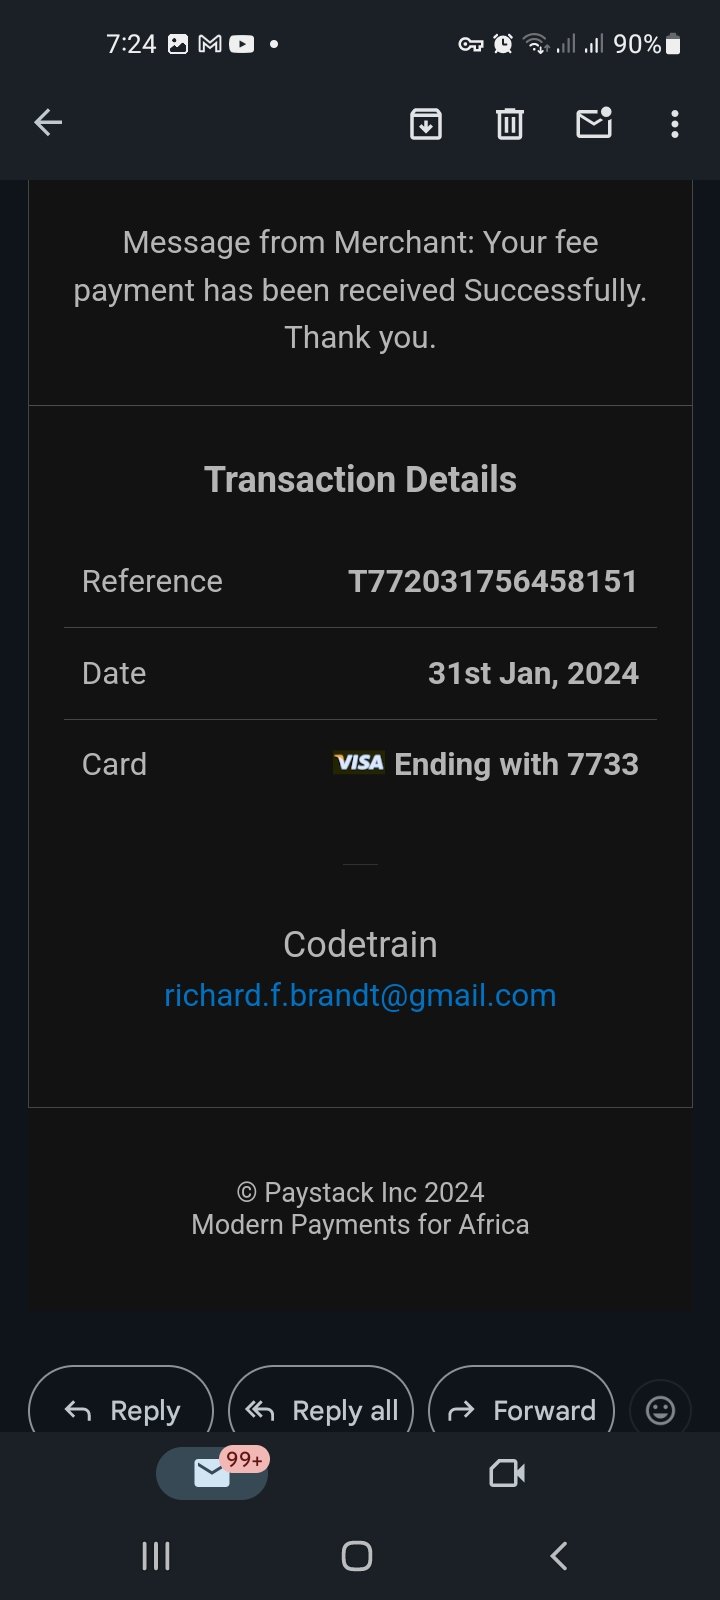 7:24 90%
Message from Merchant: Your fee
payment has been received Successfully.
Thank you.
Transaction Details
Reference T772031756458151
Date 31st Jan, 2024
Card VISA Ending with 7733
Codetrain
richard.f.brandt@gmail.com
© Paystack Inc 2024
Modern Payments for Africa
Reply Reply all Forward
99+